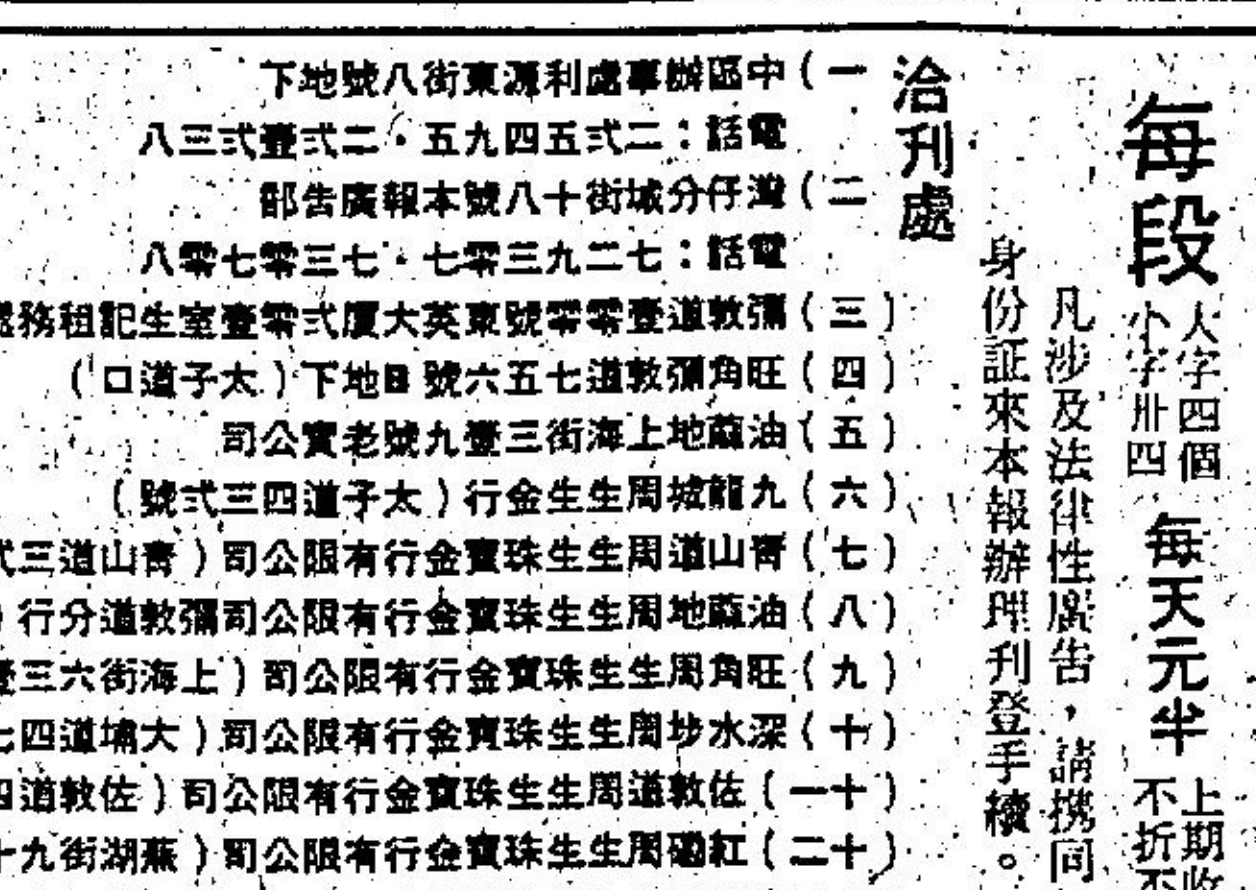 每段
大字四個
小字卅四
每天元半
上期收
不折不
凡涉及法律性廣告，請携同
身份証來本報辦理刊登手續。
洽刊處
（一）中區辦事處利源東街八號地下
電話：二弍五四九五·二弍壹弍三八
（二）灣仔分域街十八號本報廣告部
電話：七二九三零七·七三零七零八
（三）彌敦道壹零零號東英大厦弍零壹室生記租務處
（四）旺角彌敦道七五六號B地下（太子道口）
（五）油蔴地上海街三壹九號老實公司
（六）九龍城周生生金行（太子道四三弍號）
（七）靑山道周生生珠寶金行有限公司（靑山道三弍
（八）油蔴地周生生珠寶金行有限公司彌敦道分行（
（九）旺角周生生珠寶金行有限公司（上海街六三壹
（十）深水埗周生生珠寶金行有限公司（大埔道四七
（十一）佐敦道周生生珠寶金行有限公司（佐敦道四
（十二）紅磡周生生珠寶金行有限公司（蕪湖街九十